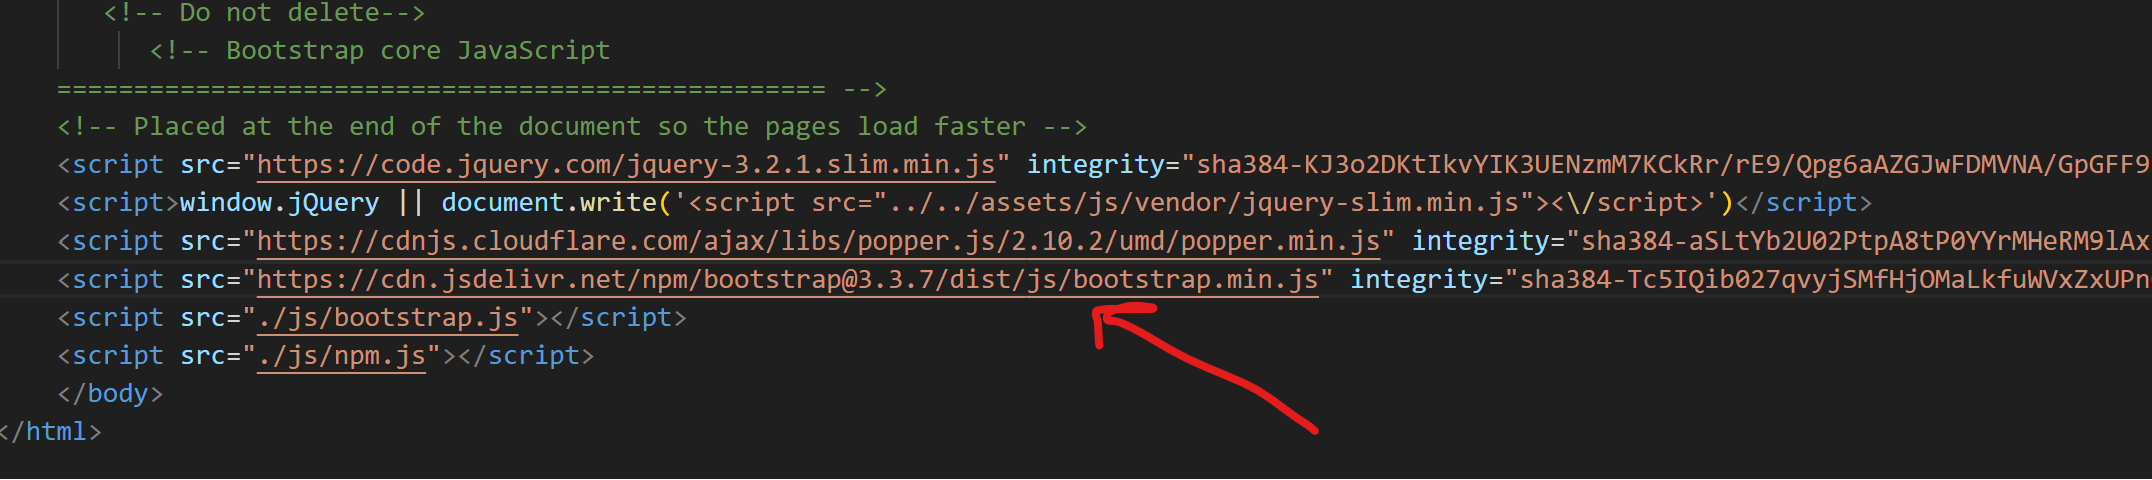 <!-- Do not delete-->
<!-- Bootstrap core JavaScript
================================================== -->
<!-- Placed at the end of the document so the pages load faster -->
<script src="https://code.jquery.com/jquery-3.2.1.slim.min.js" integrity="sha384-KJ3o2DKtIkvYIK3UENzmM7KCkRr/rE9/Qpg6aAZGJwFDMVNA/GpGFF9
<script>window.jQuery || document.write('<script src="../../assets/js/vendor/jquery-slim.min.js"><\/script>')</script>
<script src="https://cdnjs.cloudflare.com/ajax/libs/popper.js/2.10.2/umd/popper.min.js" integrity="sha384-aSLtYb2U02PtpA8tP0YYrMHeRM9lAx
<script src="https://cdn.jsdelivr.net/npm/bootstrap@3.3.7/dist/js/bootstrap.min.js" integrity="sha384-Tc5IQib027qvyjSMfHjOMaLkfuWVxZxUPn
<script src="./js/bootstrap.js"></script>
<script src="./js/npm.js"></script>
</body>
</html>